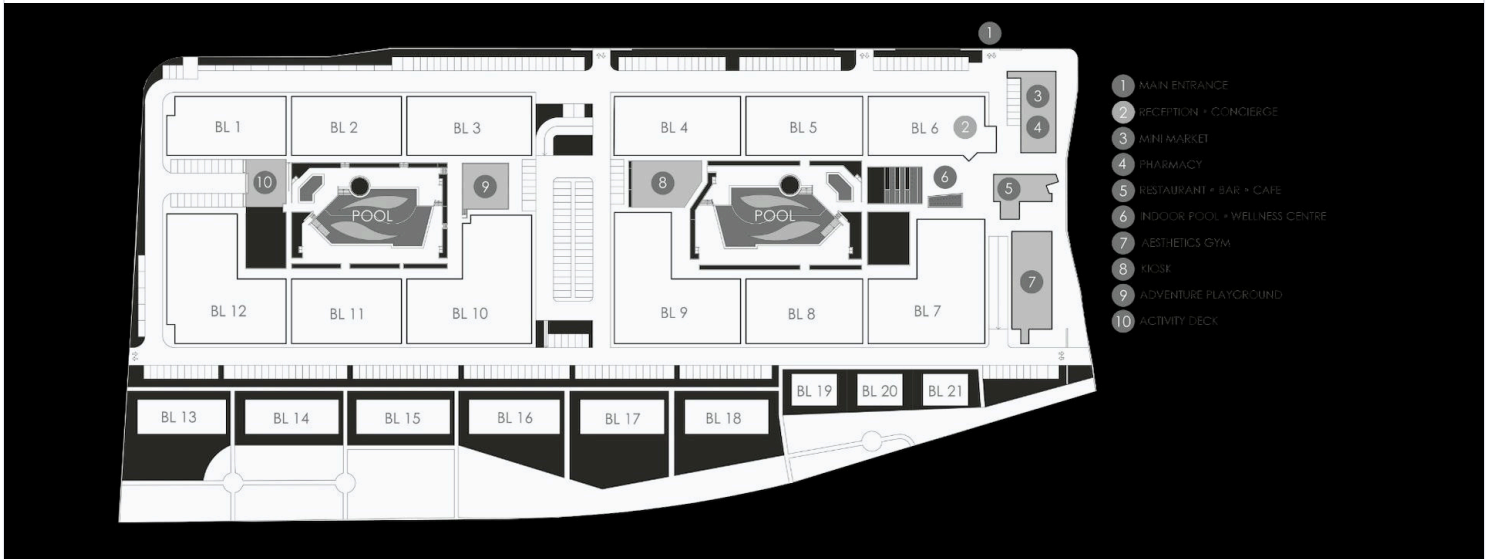 1
BL 1
BL 2
BL 3
BL 4
BL 5
BL 6
2
3
4
10
9
8
6
5
POOL
POOL
7
BL 12
BL 11
BL 10
BL 9
BL 8
BL 7
BL 13
BL 14
BL 15
BL 16
BL 17
BL 18
BL 19
BL 20
BL 21
1 MAIN ENTRANCE
2 RECEPTION + CONCIERGE
3 MINI MARKET
4 PHARMACY
5 RESTAURANT + BAR + CAFE
6 INDOOR POOL + WELLNESS CENTRE
7 AESTHETICS GYM
8 KIOSK
9 ADVENTURE PLAYGROUND
10 ACTIVITY DECK